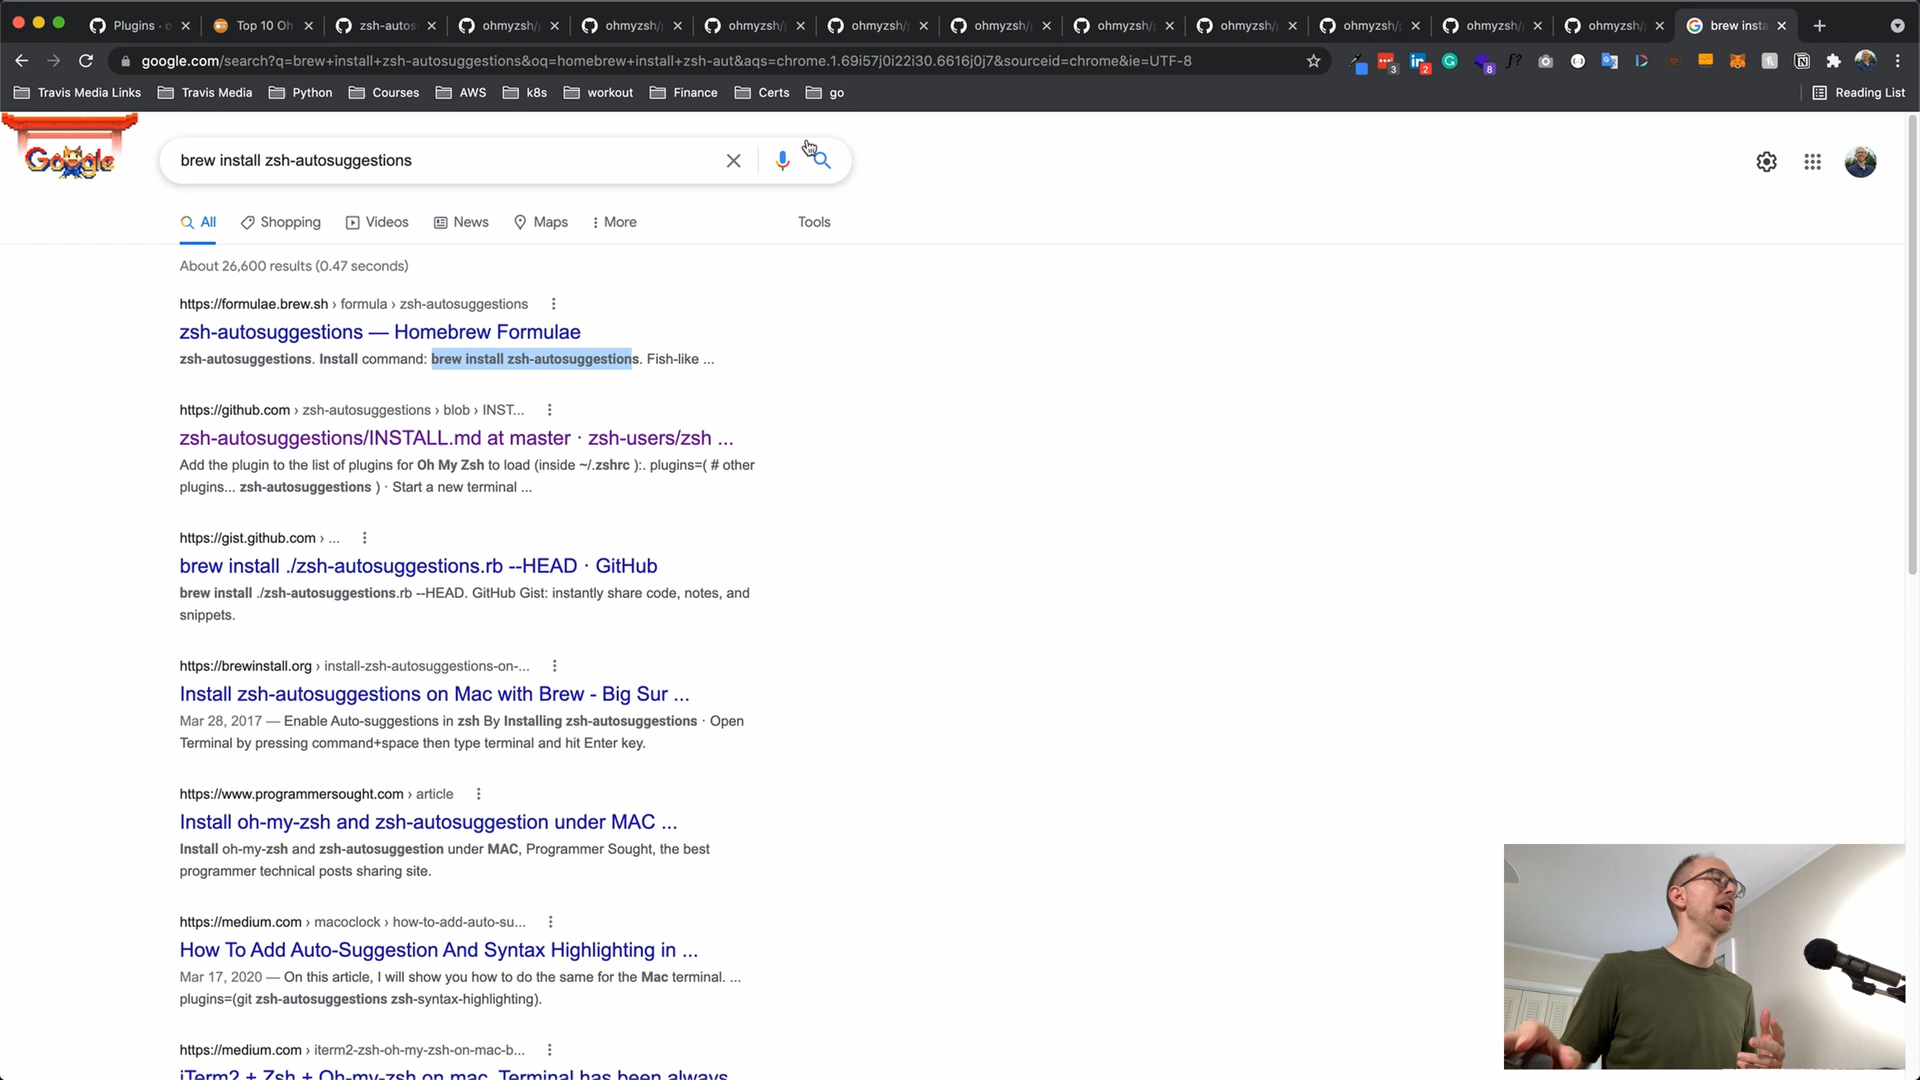 Plugins · o
Top 10 Oh
zsh-autos
ohmyzsh/
ohmyzsh/
ohmyzsh/
ohmyzsh/
ohmyzsh/
ohmyzsh/
ohmyzsh/
ohmyzsh/
ohmyzsh/
ohmyzsh/
brew insta
google.com/search?q=brew+install+zsh-autosuggestions&oq=homebrew+install+zsh-aut&aqs=chrome.1.69i57j0i22i30.6616j0j7&sourceid=chrome&ie=UTF-8
3
2
8
f?
Travis Media Links
Travis Media
Python
Courses
AWS
k8s
workout
Finance
Certs
go
Reading List
Google
brew install zsh-autosuggestions
All
Shopping
Videos
News
Maps
More
Tools
About 26,600 results (0.47 seconds)
https://formulae.brew.sh › formula › zsh-autosuggestions
zsh-autosuggestions — Homebrew Formulae
zsh-autosuggestions. Install command: brew install zsh-autosuggestions. Fish-like ...
https://github.com › zsh-autosuggestions › blob › INST...
zsh-autosuggestions/INSTALL.md at master · zsh-users/zsh ...
Add the plugin to the list of plugins for Oh My Zsh to load (inside ~/.zshrc ):. plugins=( # other
plugins... zsh-autosuggestions ) · Start a new terminal ...
https://gist.github.com › ...
brew install ./zsh-autosuggestions.rb --HEAD · GitHub
brew install ./zsh-autosuggestions.rb --HEAD. GitHub Gist: instantly share code, notes, and
snippets.
https://brewinstall.org › install-zsh-autosuggestions-on-...
Install zsh-autosuggestions on Mac with Brew - Big Sur ...
Mar 28, 2017 — Enable Auto-suggestions in zsh By Installing zsh-autosuggestions · Open
Terminal by pressing command+space then type terminal and hit Enter key.
https://www.programmersought.com › article
Install oh-my-zsh and zsh-autosuggestion under MAC ...
Install oh-my-zsh and zsh-autosuggestion under MAC, Programmer Sought, the best
programmer technical posts sharing site.
https://medium.com › macoclock › how-to-add-auto-su...
How To Add Auto-Suggestion And Syntax Highlighting in ...
Mar 17, 2020 — On this article, I will show you how to do the same for the Mac terminal. ...
plugins=(git zsh-autosuggestions zsh-syntax-highlighting).
https://medium.com › iterm2-zsh-oh-my-zsh-on-mac-b...
iTerm2 + Zsh + Oh-my-zsh on mac. Terminal has been always